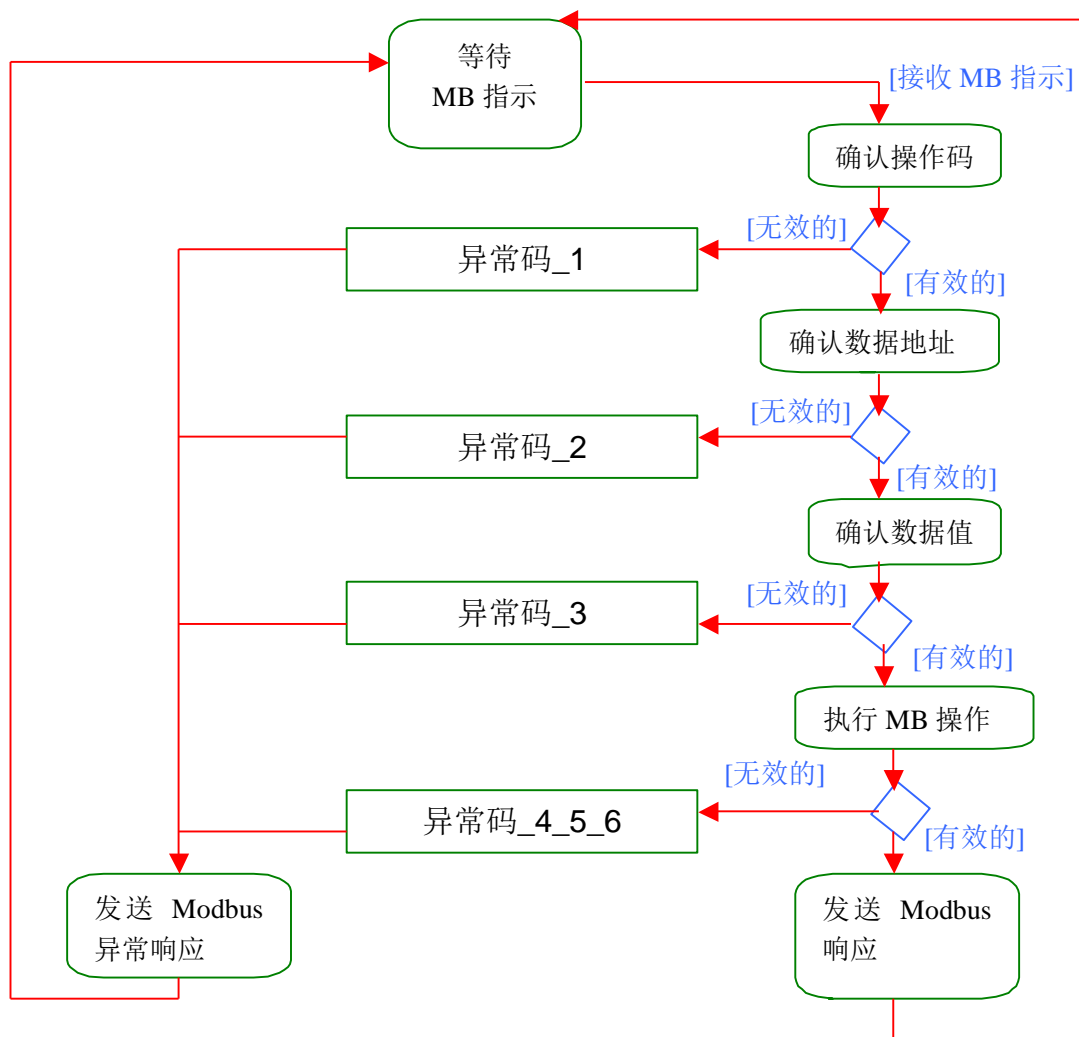 等待
MB 指示
[接收 MB 指示]
确认操作码
[无效的]
异常码_1
[有效的]
确认数据地址
[无效的]
异常码_2
[有效的]
确认数据值
[无效的]
异常码_3
[有效的]
执行 MB 操作
[无效的]
异常码_4_5_6
[有效的]
发送 Modbus
异常响应
发送 Modbus
响应